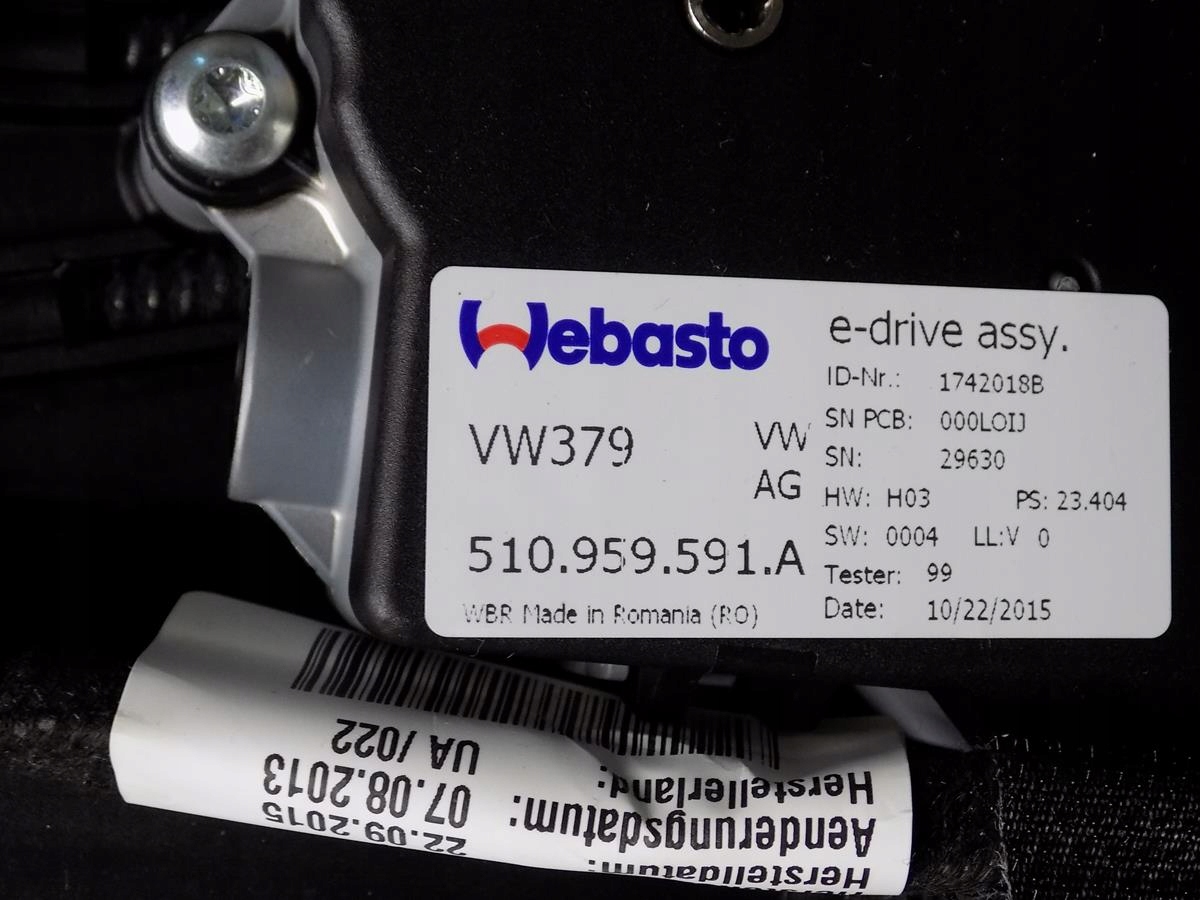 Webasto
VW379
VW
AG
510.959.591.A
WBR Made in Romania (RO)
e-drive assy.
ID-Nr.: 1742018B
SN PCB: 000LOIJ
SN: 29630
HW: H03 PS: 23.404
SW: 0004 LL:V 0
Tester: 99
Date: 10/22/2015
Herstelldatum: 22.09.2015
Aenderungsdatum: 07.08.2013
Herstellerland: UA /022